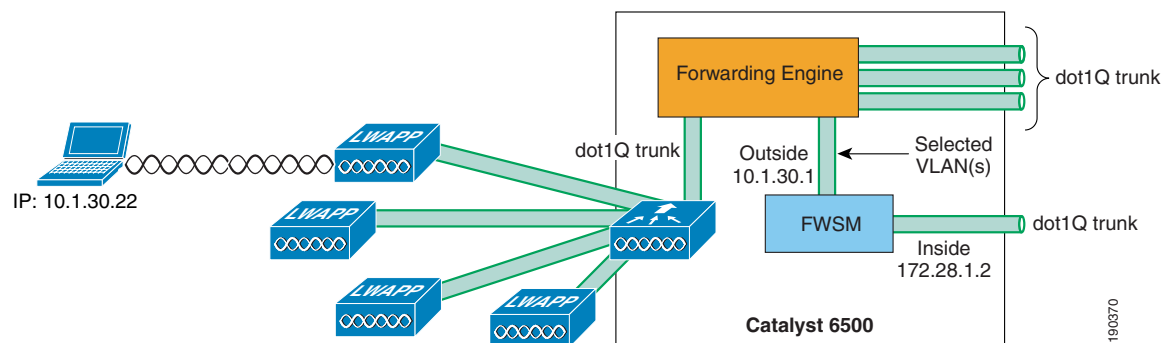 Forwarding Engine
dot1Q trunk
LWAPP
dot1Q trunk
Outside
10.1.30.1
Selected
VLAN(s)
IP: 10.1.30.22
LWAPP
FWSM
dot1Q trunk
Inside
172.28.1.2
LWAPP
LWAPP
Catalyst 6500
190370